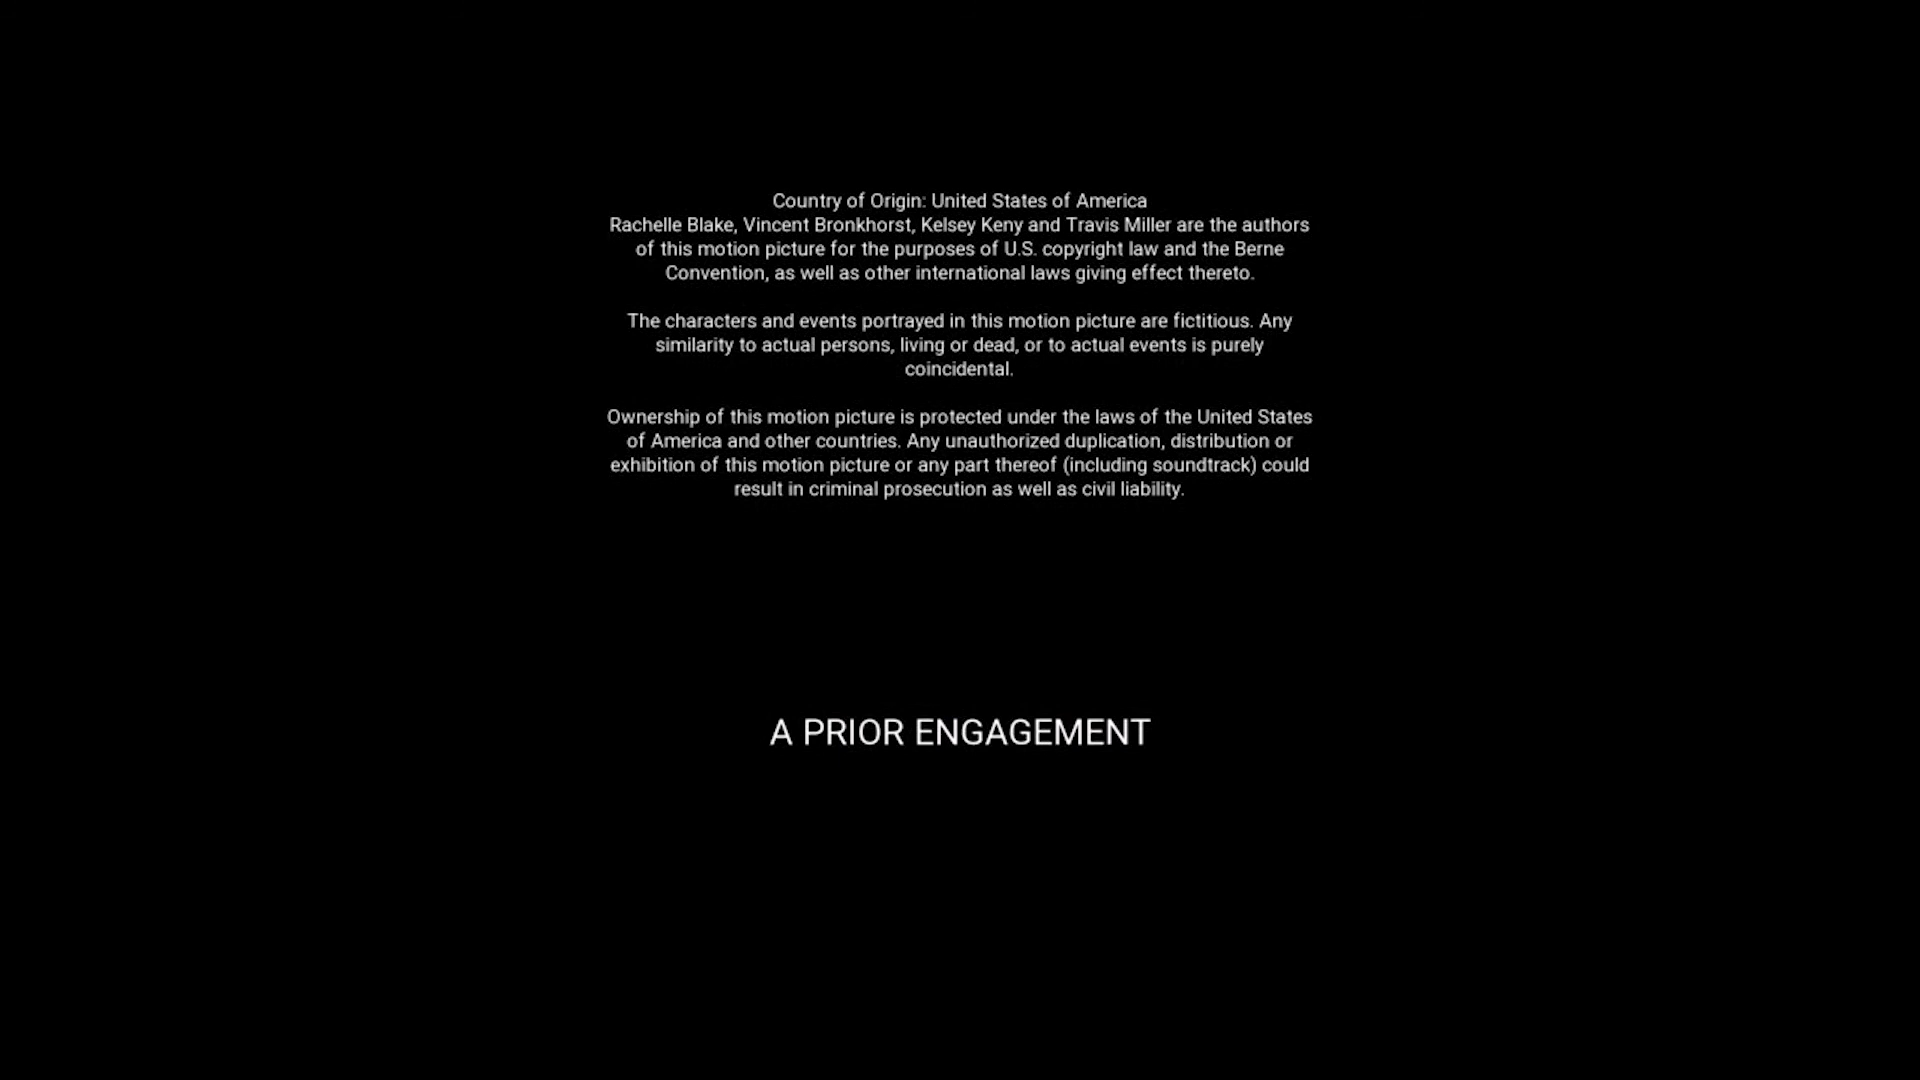 Country of Origin: United States of America
Rachelle Blake, Vincent Bronkhorst, Kelsey Keny and Travis Miller are the authors
of this motion picture for the purposes of U.S. copyright law and the Berne
Convention, as well as other international laws giving effect thereto.
The characters and events portrayed in this motion picture are fictitious. Any
similarity to actual persons, living or dead, or to actual events is purely
coincidental.
Ownership of this motion picture is protected under the laws of the United States
of America and other countries. Any unauthorized duplication, distribution or
exhibition of this motion picture or any part thereof (including soundtrack) could
result in criminal prosecution as well as civil liability.
A PRIOR ENGAGEMENT